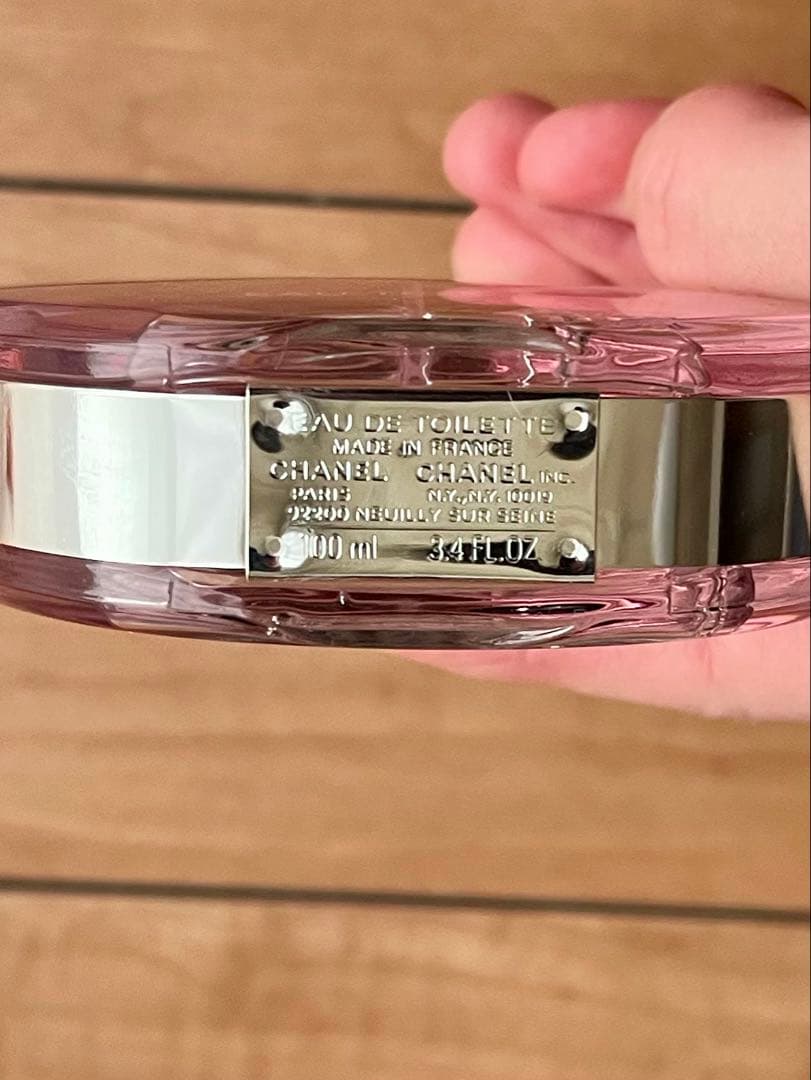 EAU DE TOILETTE
MADE IN FRANCE
CHANEL CHANEL INC.
PARIS N.Y., N.Y. 10019
92200 NEUILLY SUR SEINE
100 ml 3.4 FL.OZ